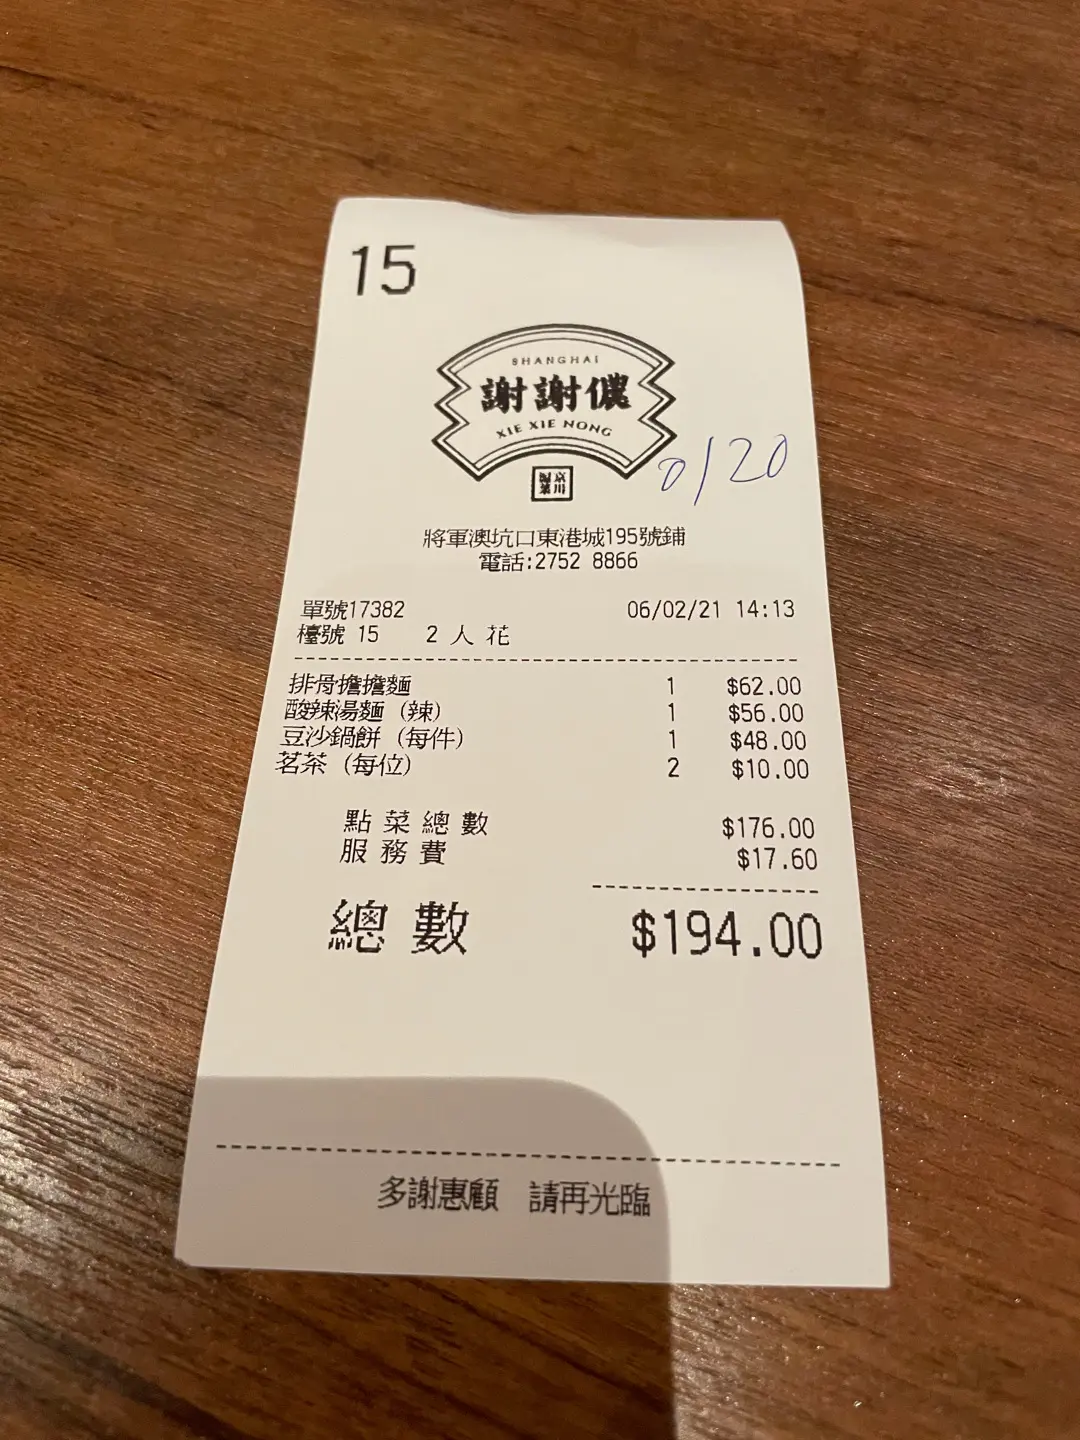 15
SHANGHAI
謝謝儂
XIE XIE NONG
0/20
將軍澳坑口東港城195號鋪
電話:2752 8866
單號17382 06/02/21 14:13
檯號 15 2 人 花
排骨擔擔麵 1 $62.00
酸辣湯麵 (辣) 1 $56.00
豆沙鍋餅 (每件) 1 $48.00
茗茶 (每位) 2 $10.00
點菜總數 $176.00
服務費 $17.60
總數 $194.00
多謝惠顧 請再光臨